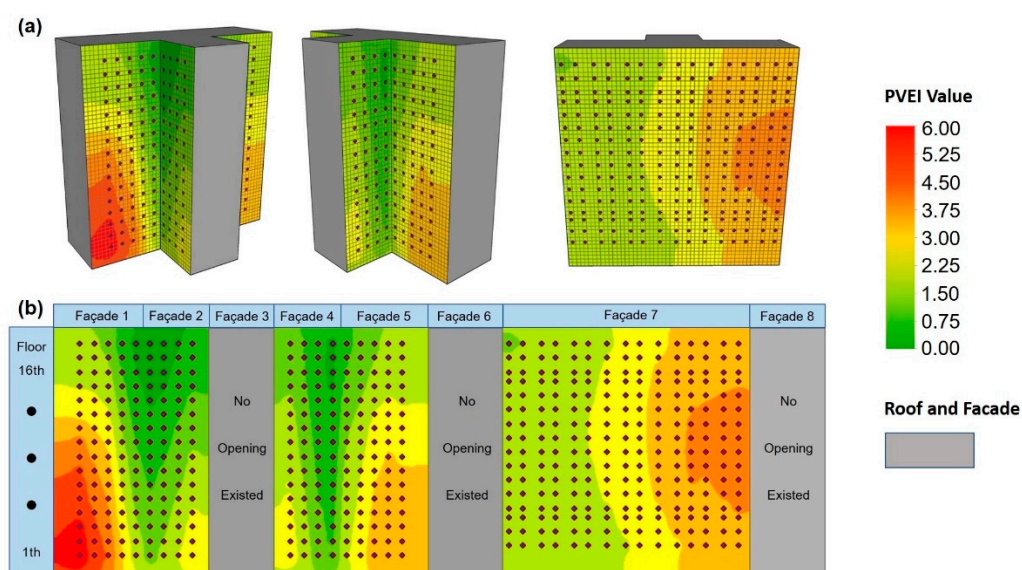 (a)
PVEI Value
6.00
5.25
4.50
3.75
3.00
2.25
1.50
0.75
0.00
Roof and Facade
(b)
Façade 1
Façade 2
Façade 3
Façade 4
Façade 5
Façade 6
Façade 7
Façade 8
Floor
16th
1th
No
Opening
Existed
No
Opening
Existed
No
Opening
Existed